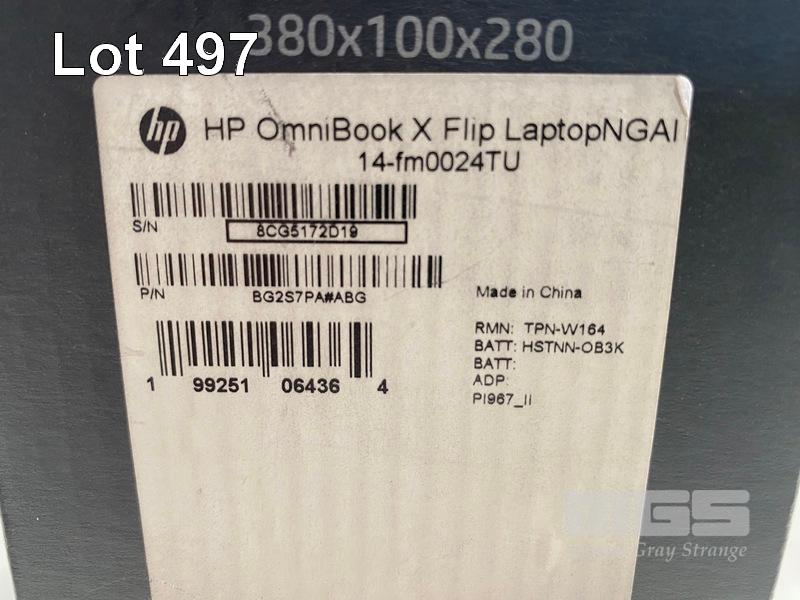 Lot 497
380x100x280
hp
HP OmniBook X Flip LaptopNGAI
14-fm0024TU
S/N
8CG5172D19
P/N
BG2S7PA#ABG
Made in China
RMN: TPN-W164
BATT: HSTNN-OB3K
BATT:
ADP:
PI967_II
1 99251 06436 4
GS
Gray Strange